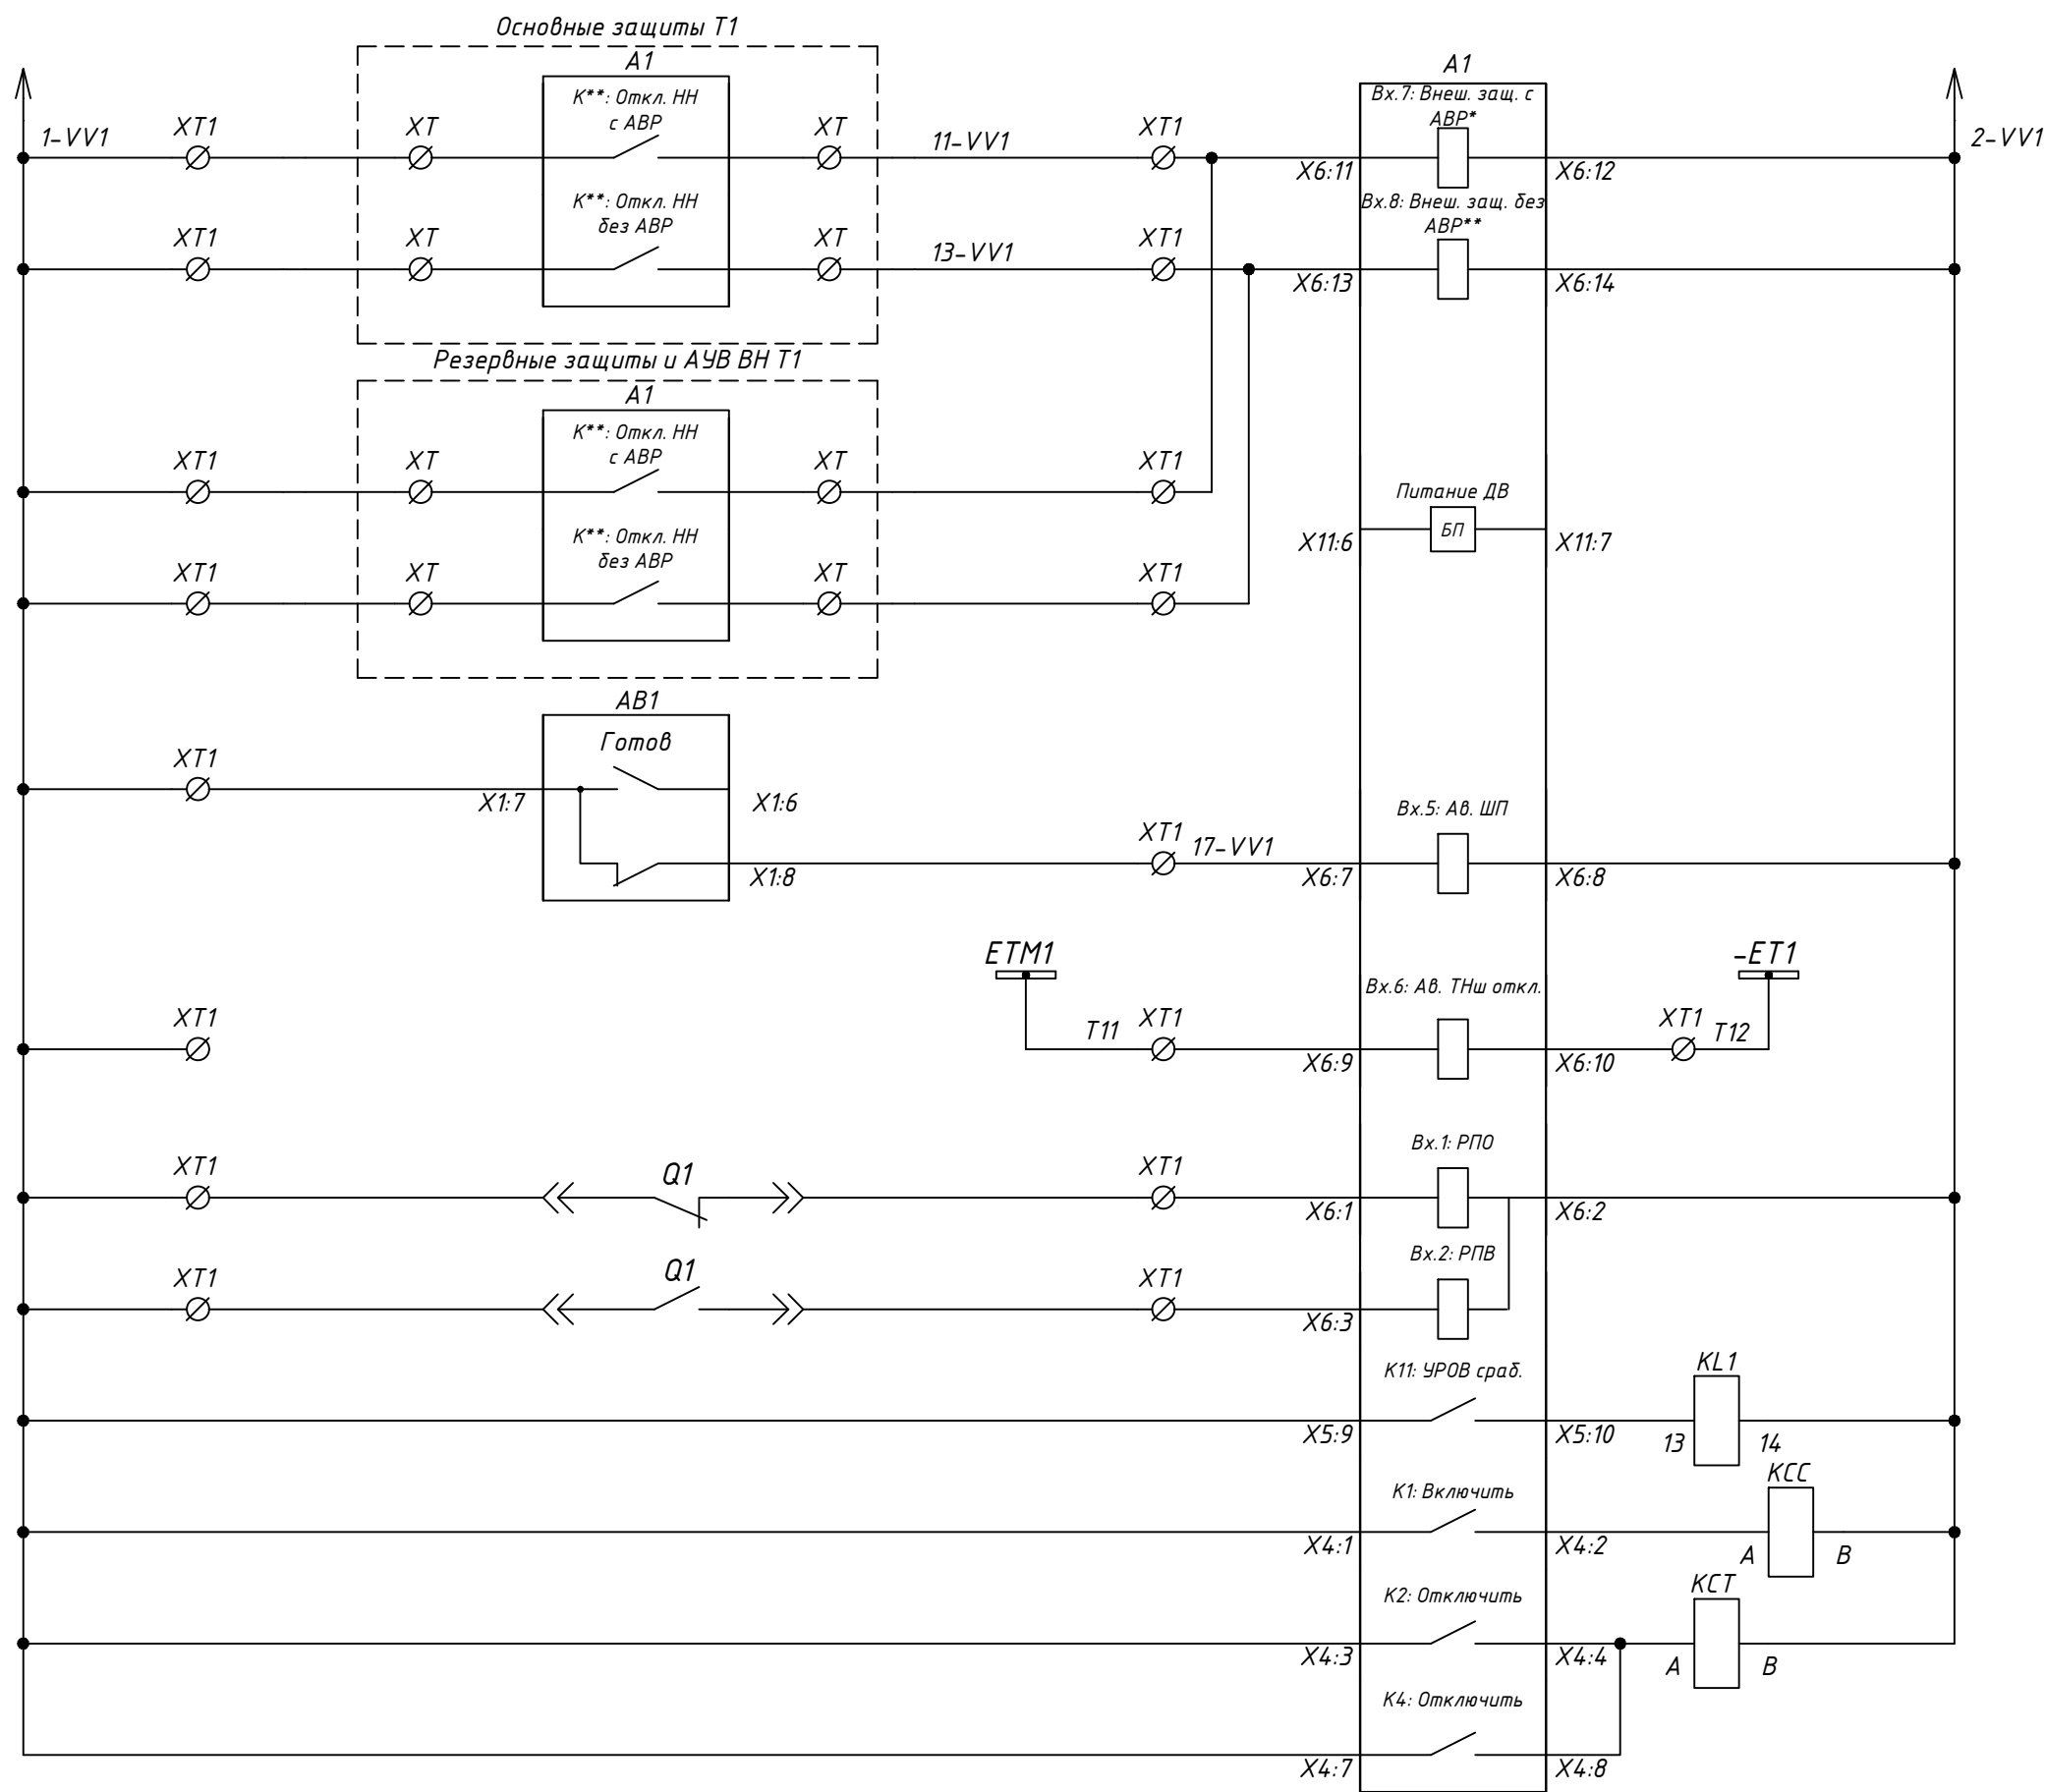 Основные защиты Т1
А1
А1
К**: Откл. НН
с АВР
Вх.7: Внеш. защ. с
АВР*
1-VV1
XT1
XT
XT
11-VV1
XT1
X6:11
X6:12
2-VV1
К**: Откл. НН
без АВР
Вх.8: Внеш. защ. без
АВР**
XT1
XT
XT
13-VV1
XT1
X6:13
X6:14
Резервные защиты и АУВ ВН Т1
А1
К**: Откл. НН
с АВР
XT1
XT
XT
XT1
Питание ДВ
БП
X11:6
X11:7
К**: Откл. НН
без АВР
XT1
XT
XT
XT1
АВ1
Готов
XT1
X1:7
X1:6
Вх.5: Ав. ШП
XT1
17-VV1
X1:8
X6:7
X6:8
ETM1
-ET1
Вх.6: Ав. ТНш откл.
XT1
T11
XT1
XT1
T12
X6:9
X6:10
Вх.1: РПО
XT1
Q1
XT1
X6:1
X6:2
Вх.2: РПВ
XT1
Q1
XT1
X6:3
К11: УРОВ сраб.
KL1
X5:9
X5:10
13
14
KCC
К1: Включить
X4:1
X4:2
A
B
KCT
К2: Отключить
X4:3
X4:4
A
B
К4: Отключить
X4:7
X4:8